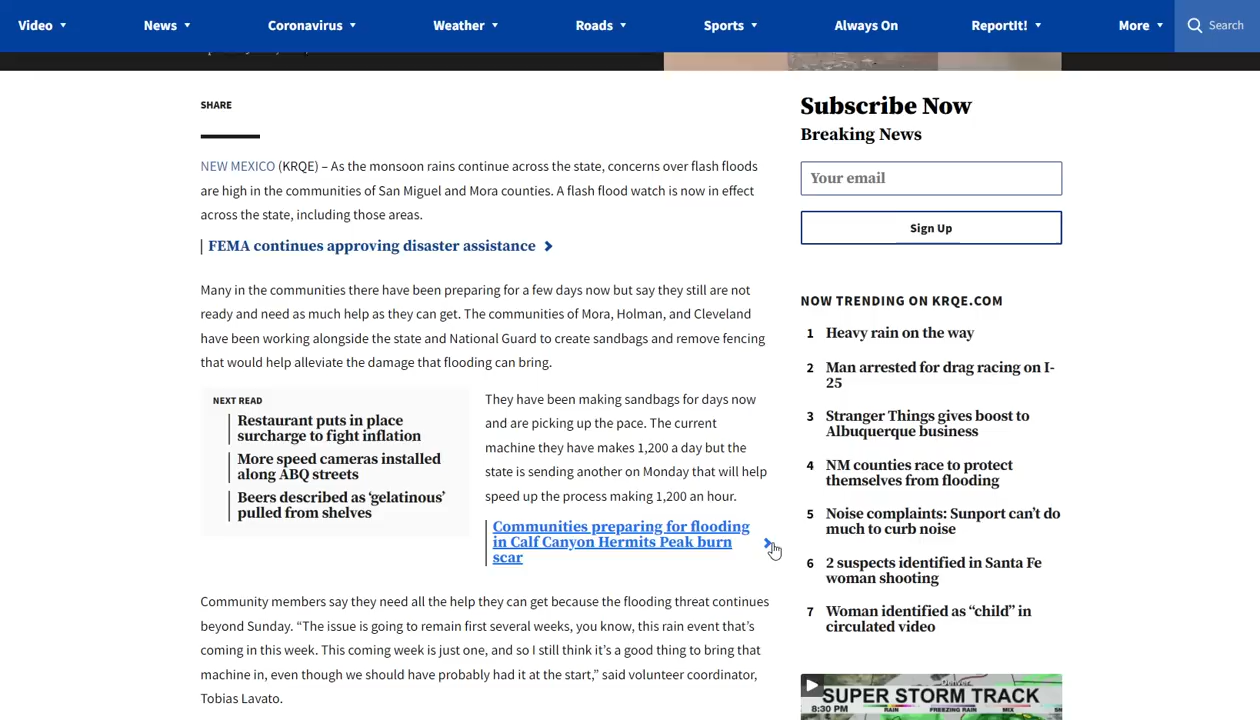 Video
News
Coronavirus
Weather
Roads
Sports
Always On
ReportIt!
More
Search
SHARE
NEW MEXICO (KRQE) – As the monsoon rains continue across the state, concerns over flash floods
are high in the communities of San Miguel and Mora counties. A flash flood watch is now in effect
across the state, including those areas.
FEMA continues approving disaster assistance
Many in the communities there have been preparing for a few days now but say they still are not
ready and need as much help as they can get. The communities of Mora, Holman, and Cleveland
have been working alongside the state and National Guard to create sandbags and remove fencing
that would help alleviate the damage that flooding can bring.
NEXT READ
Restaurant puts in place
surcharge to fight inflation
More speed cameras installed
along ABQ streets
Beers described as ‘gelatinous’
pulled from shelves
They have been making sandbags for days now
and are picking up the pace. The current
machine they have makes 1,200 a day but the
state is sending another on Monday that will help
speed up the process making 1,200 an hour.
Communities preparing for flooding
in Calf Canyon Hermits Peak burn
scar
Community members say they need all the help they can get because the flooding threat continues
beyond Sunday. “The issue is going to remain first several weeks, you know, this rain event that’s
coming in this week. This coming week is just one, and so I still think it’s a good thing to bring that
machine in, even though we should have probably had it at the start,” said volunteer coordinator,
Tobias Lavato.
Subscribe Now
Breaking News
Your email
Sign Up
NOW TRENDING ON KRQE.COM
1 Heavy rain on the way
2 Man arrested for drag racing on I-
25
3 Stranger Things gives boost to
Albuquerque business
4 NM counties race to protect
themselves from flooding
5 Noise complaints: Sunport can’t do
much to curb noise
6 2 suspects identified in Santa Fe
woman shooting
7 Woman identified as “child” in
circulated video
Denver
SUPER STORM TRACK
8:30 PM RAIN FREEZING RAIN MIX